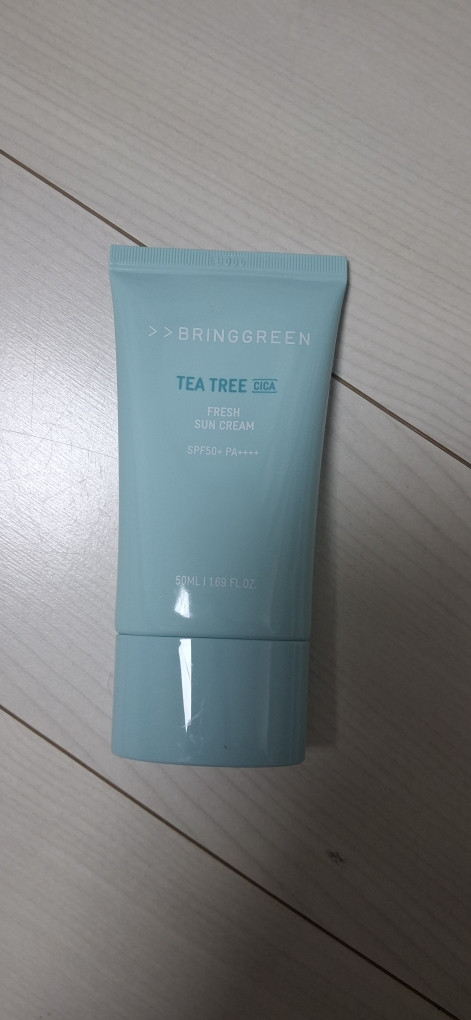 >>BRINGGREEN
TEA TREE CICA
FRESH
SUN CREAM
SPF50+ PA++++
50ML | 1.69 FL.OZ.